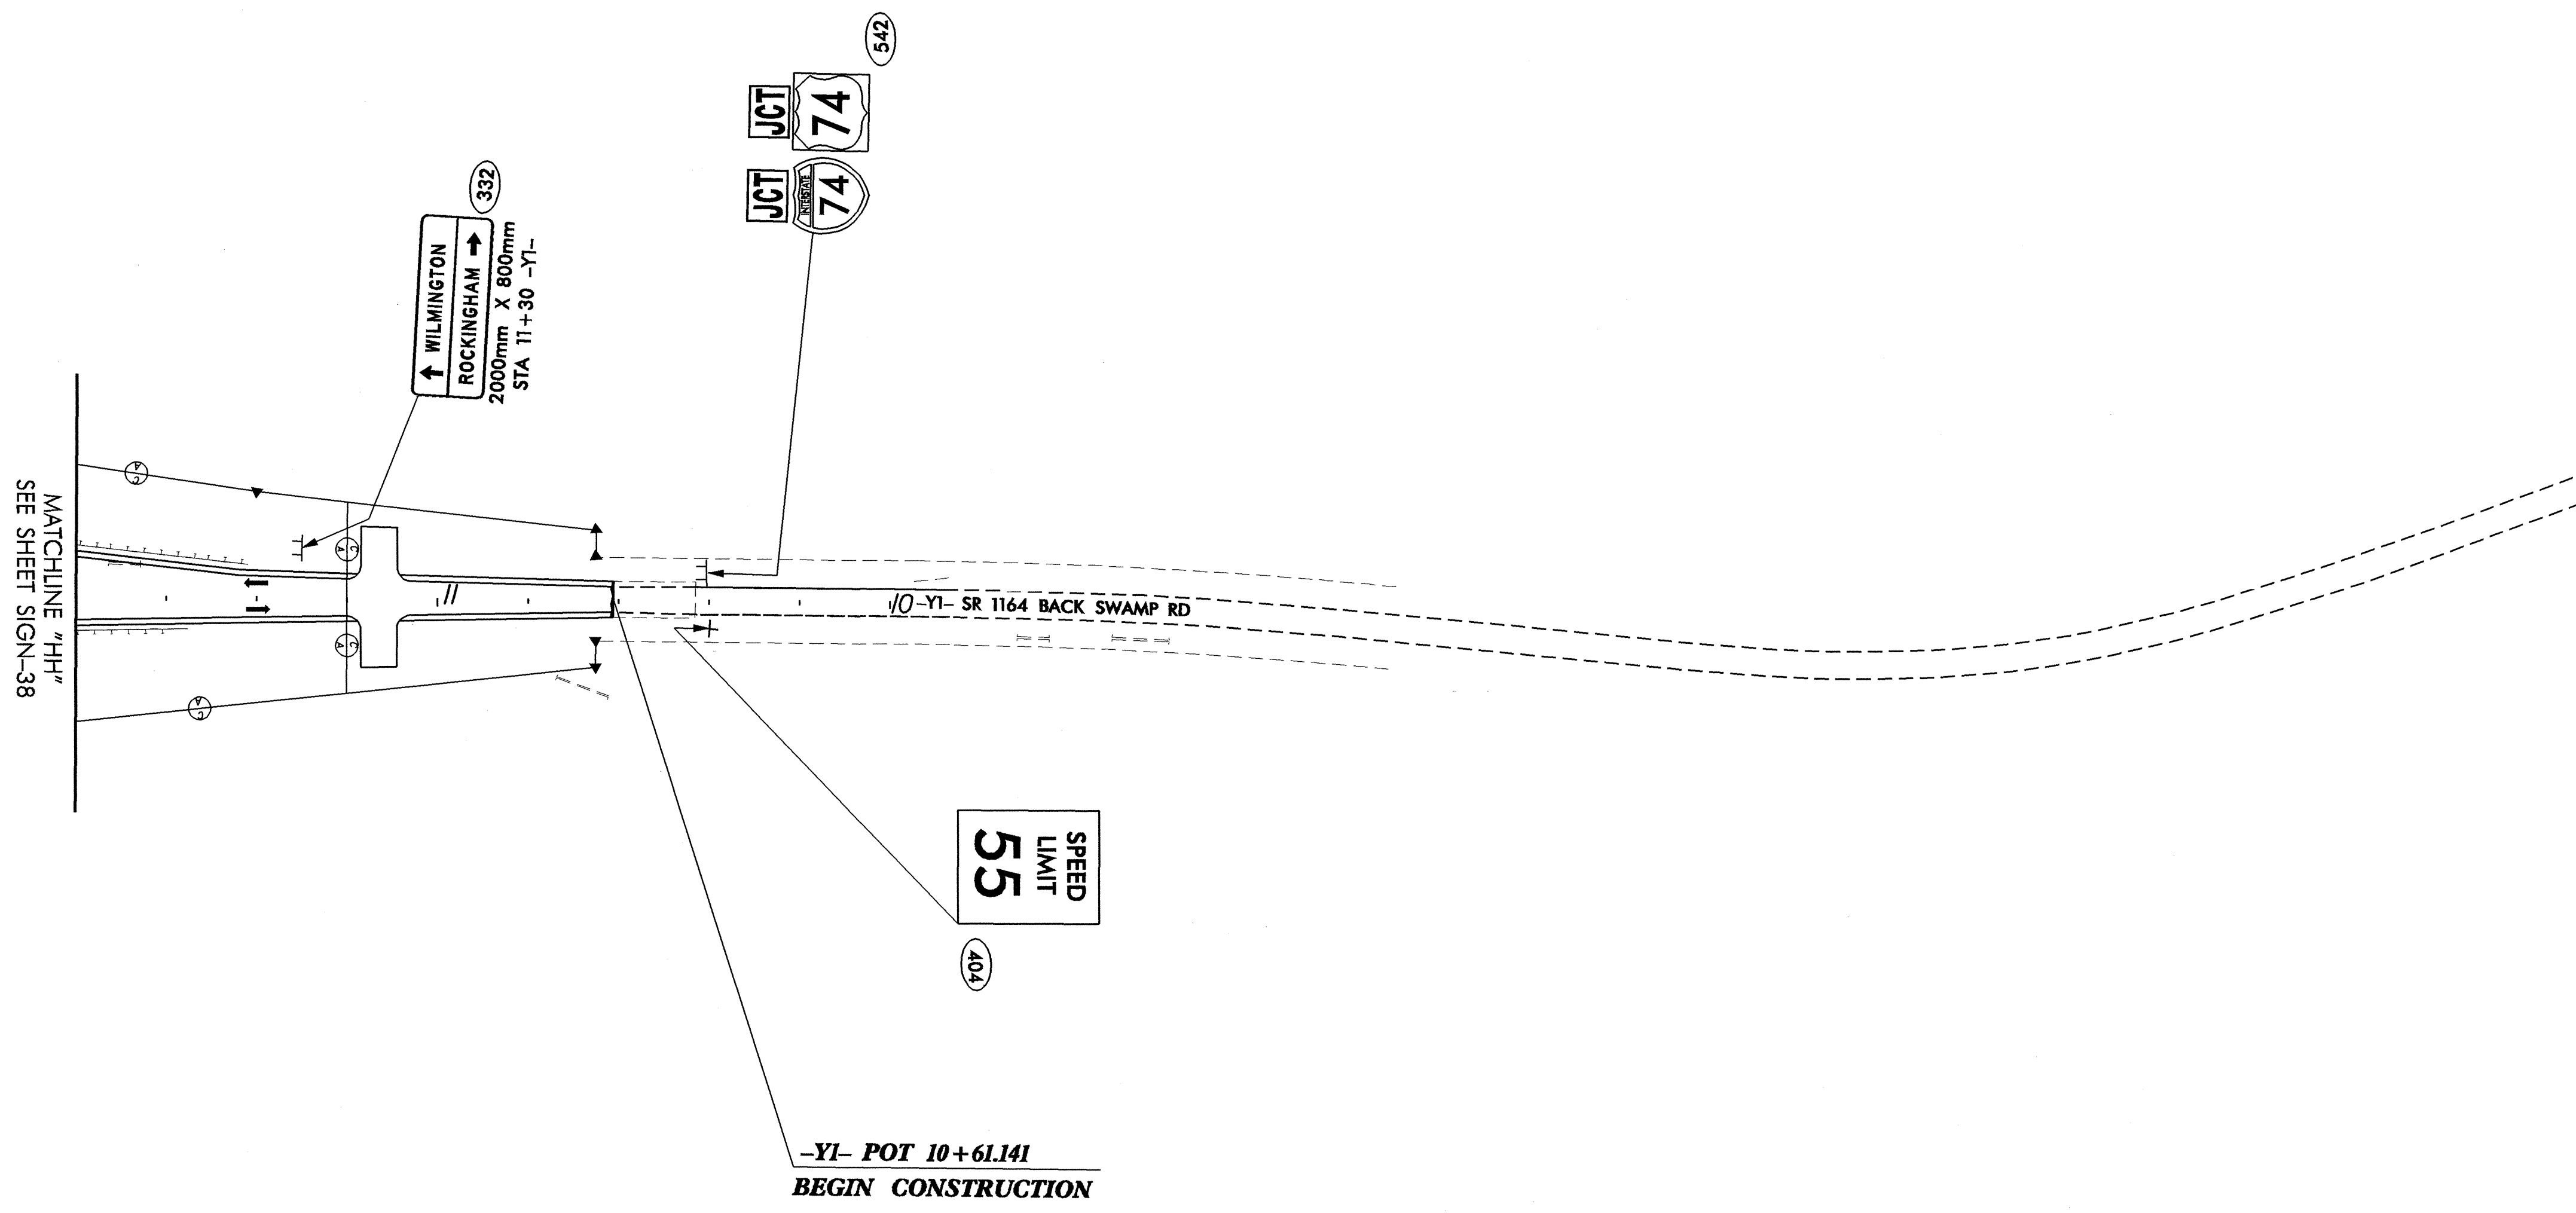 542
JCT
74
JCT
INTERSTATE
74
332
↑ WILMINGTON
ROCKINGHAM →
2000mm X 800mm
STA 11+30 -Y1-
MATCHLINE "HH"
SEE SHEET SIGN-38
C
A
C
A
C
A
C
A
11
10
-Y1- SR 1164 BACK SWAMP RD
SPEED
LIMIT
55
404
-Y1- POT 10+61.141
BEGIN CONSTRUCTION